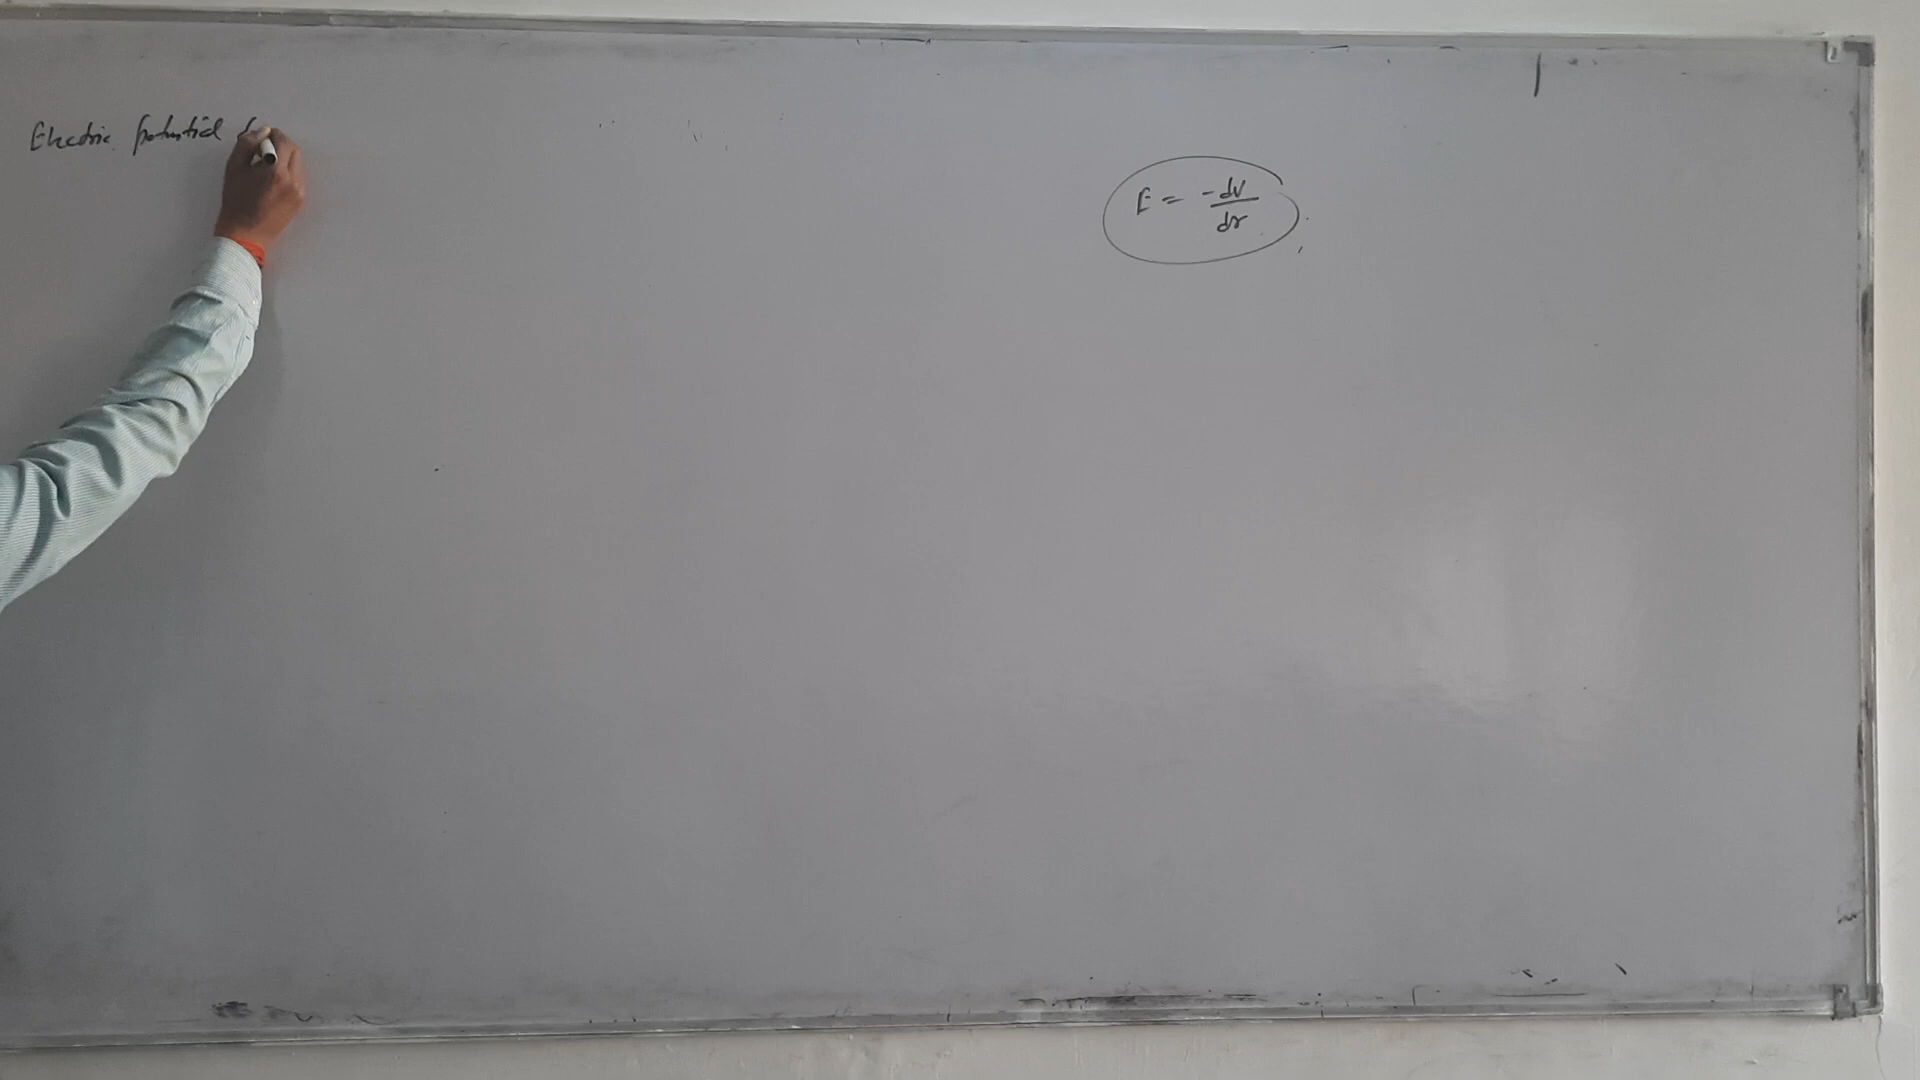 Electric potential
E = -dV/dr